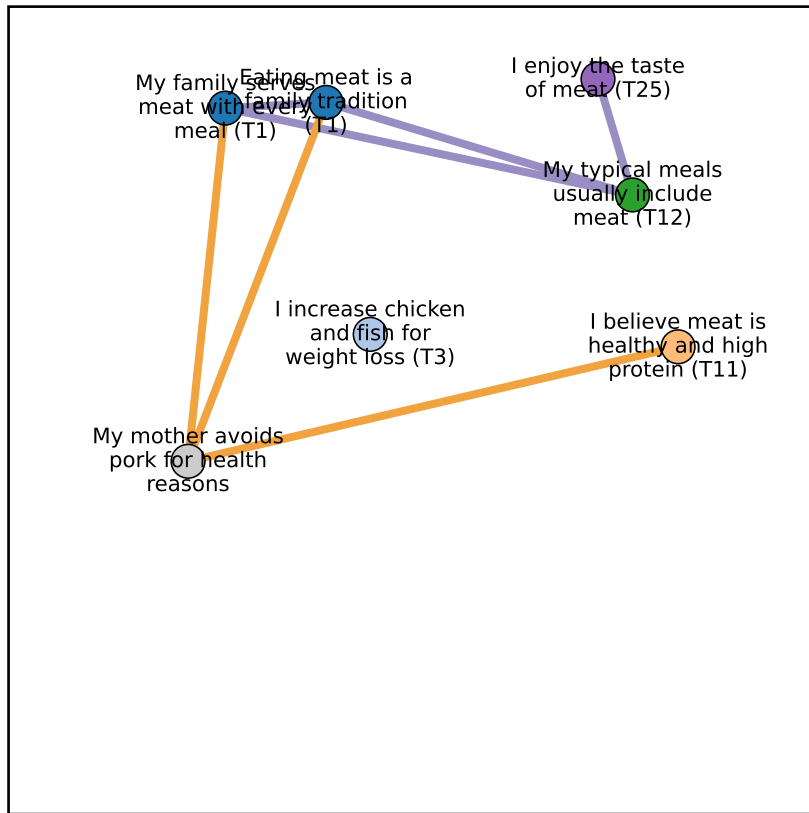 My family serves
meat with every
meal (T1)
Eating meat is a
family tradition
(T1)
I enjoy the taste
of meat (T25)
My typical meals
usually include
meat (T12)
I increase chicken
and fish for
weight loss (T3)
I believe meat is
healthy and high
protein (T11)
My mother avoids
pork for health
reasons